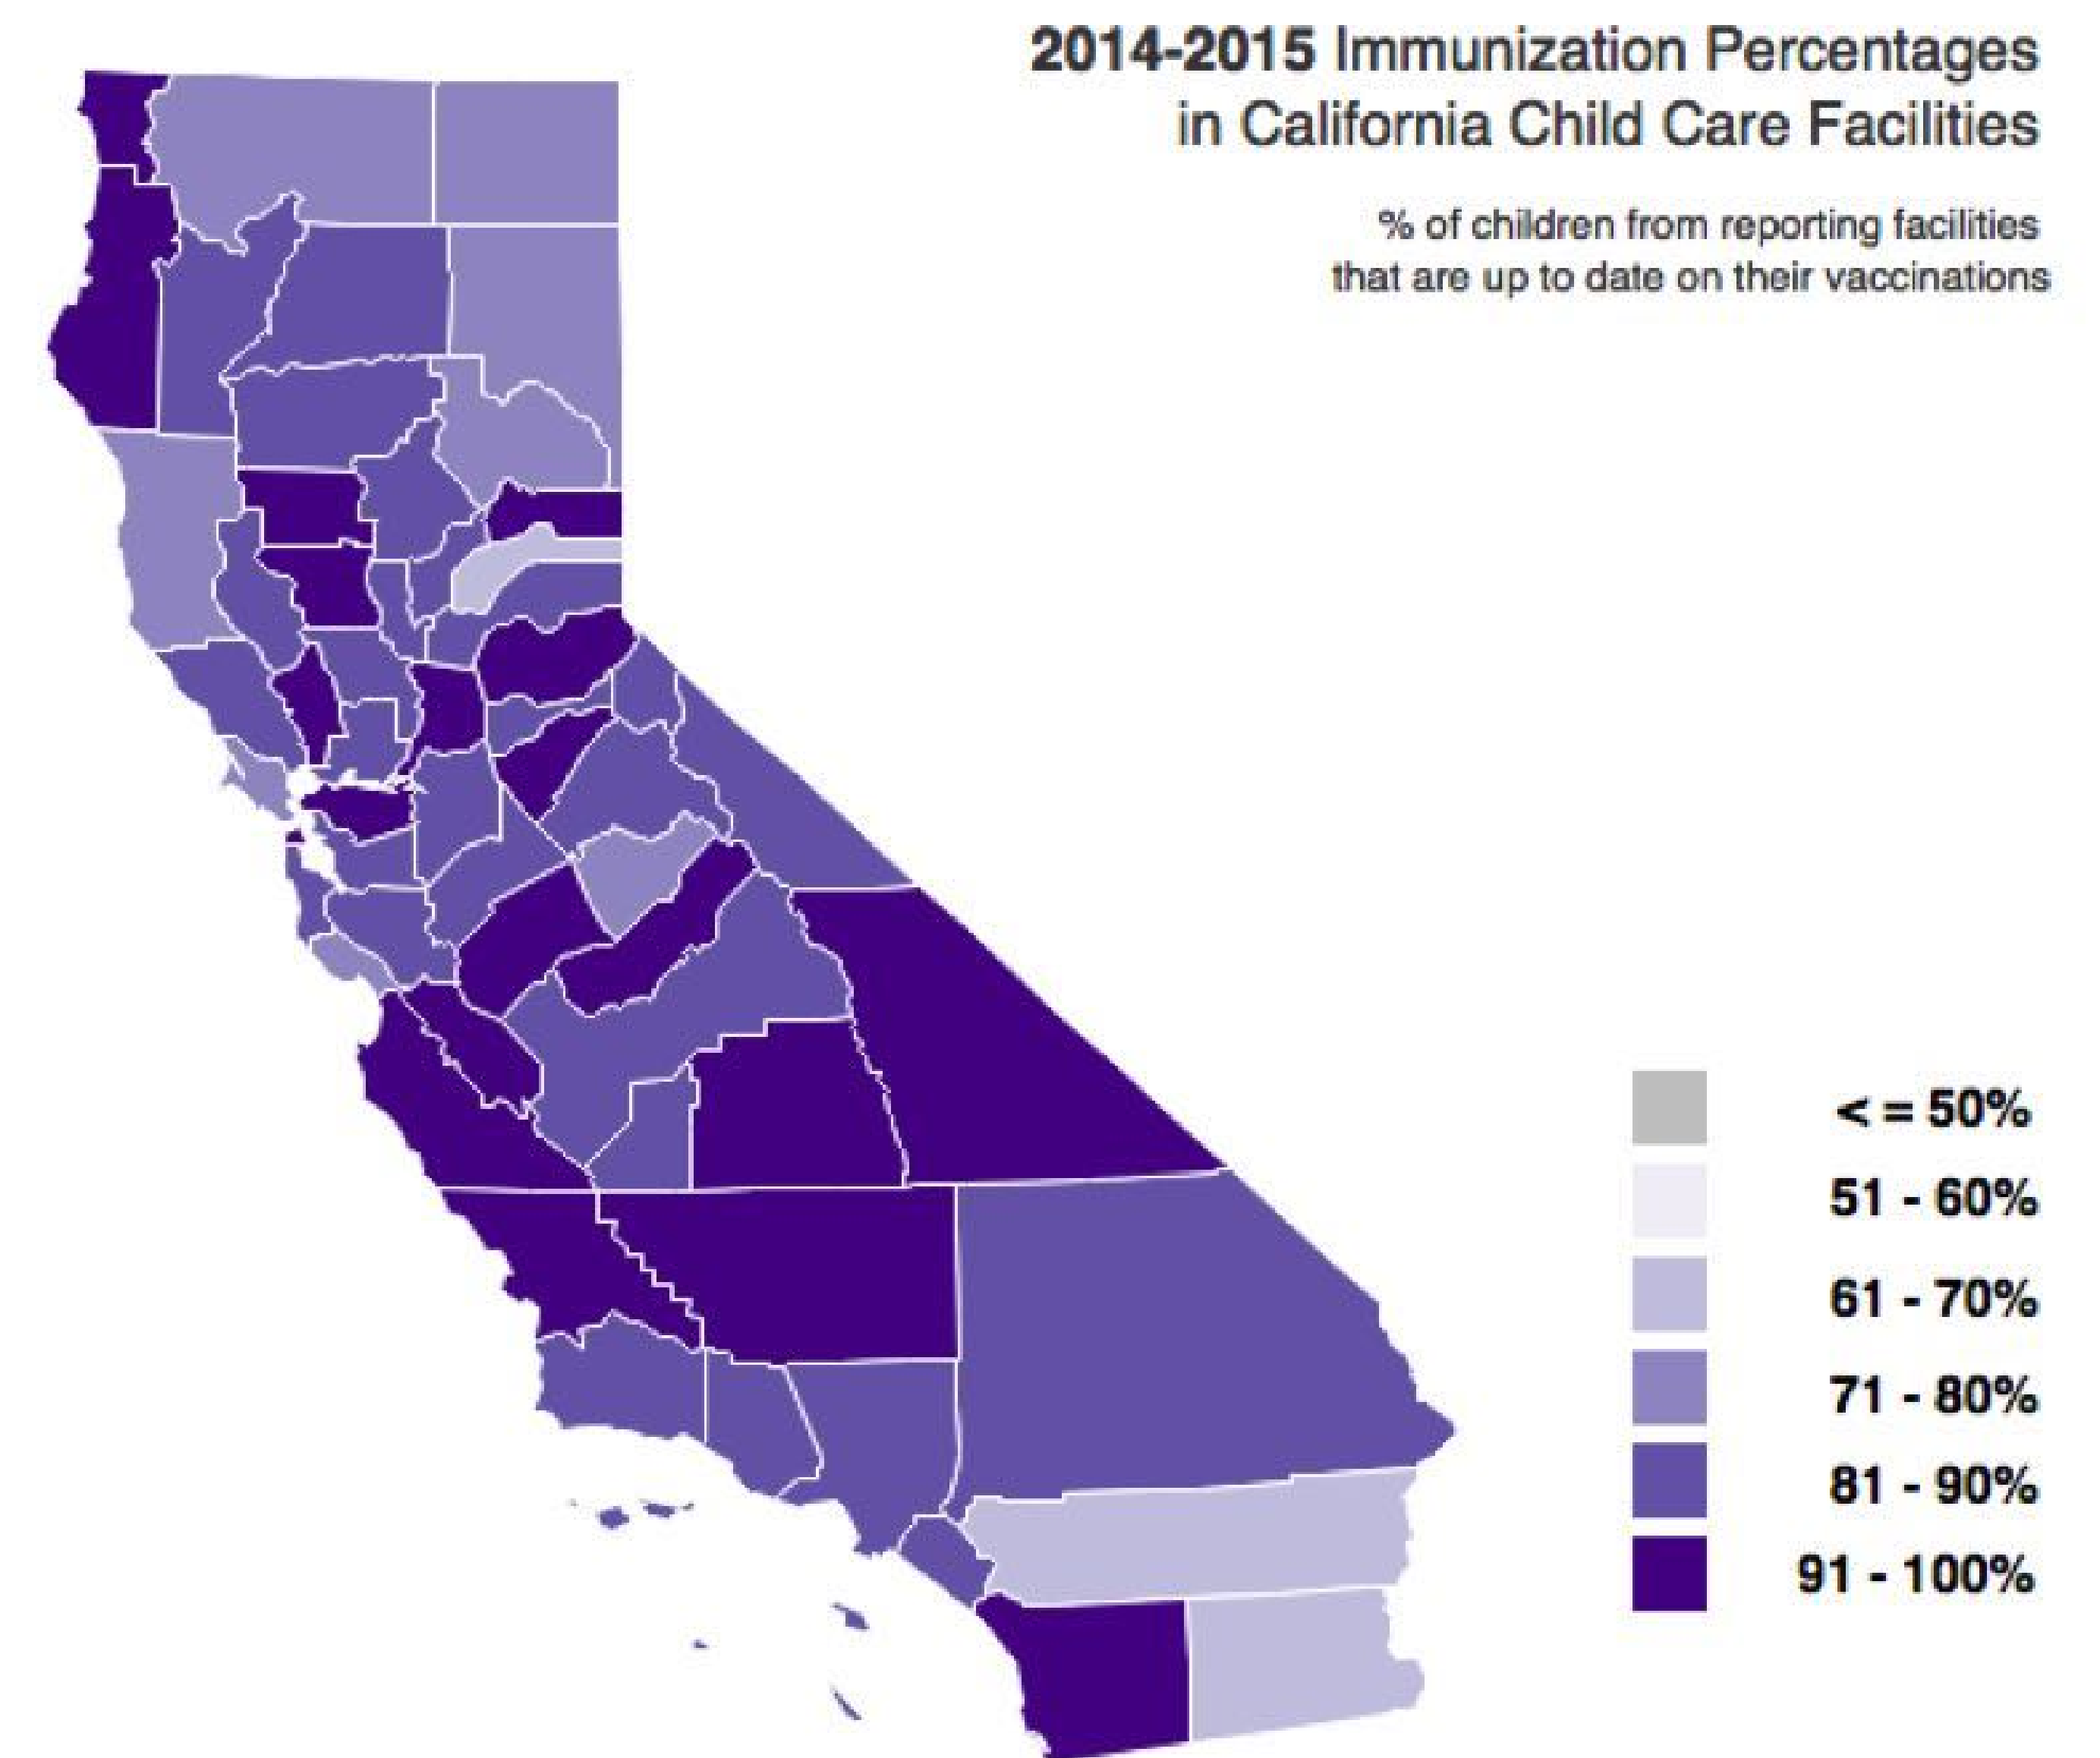 2014-2015 Immunization Percentages
in California Child Care Facilities
% of children from reporting facilities
that are up to date on their vaccinations
< = 50%
51 - 60%
61 - 70%
71 - 80%
81 - 90%
91 - 100%